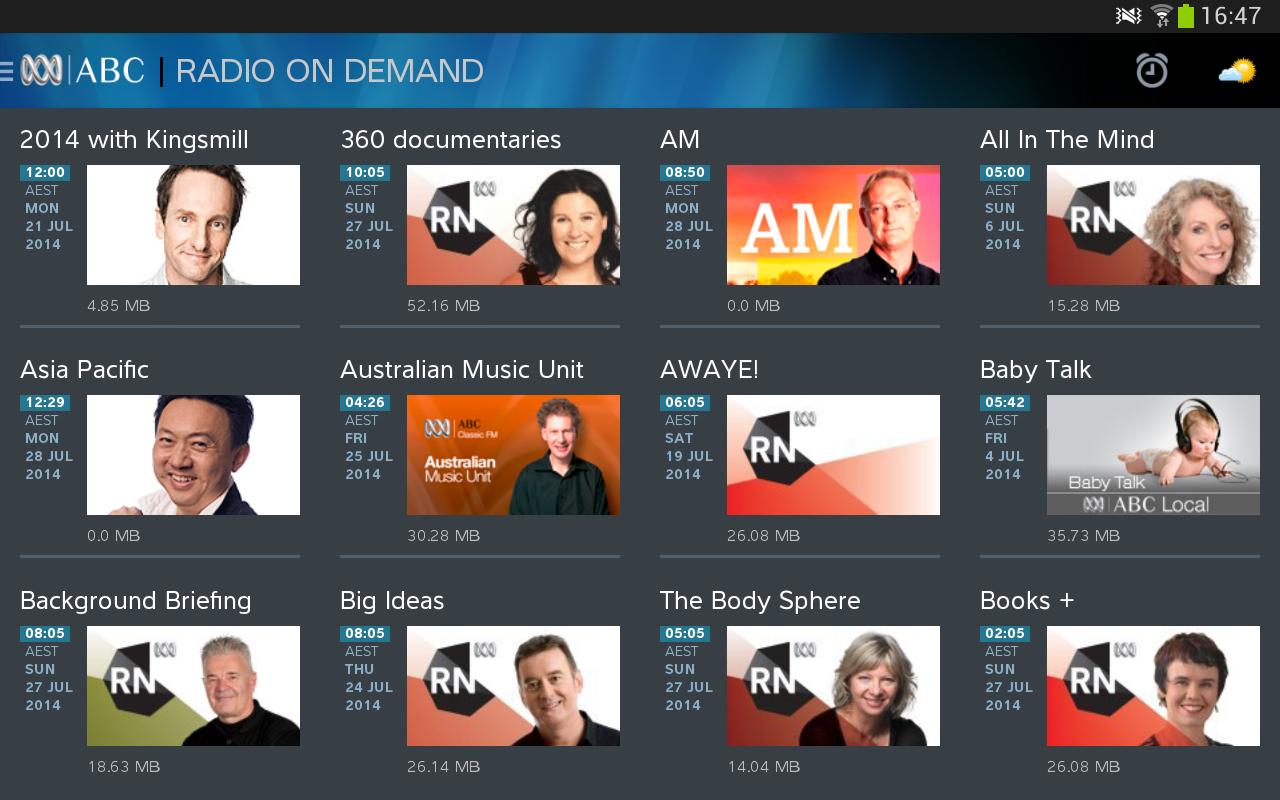 16:47
ABC | RADIO ON DEMAND
2014 with Kingsmill
12:00
AEST
MON
21 JUL
2014
4.85 MB
360 documentaries
10:05
AEST
SUN
27 JUL
2014
RN
52.16 MB
AM
08:50
AEST
MON
28 JUL
2014
AM
0.0 MB
All In The Mind
05:00
AEST
SUN
6 JUL
2014
RN
15.28 MB
Asia Pacific
12:29
AEST
MON
28 JUL
2014
0.0 MB
Australian Music Unit
04:26
AEST
FRI
25 JUL
2014
ABC
Classic FM
Australian
Music Unit
30.28 MB
AWAYE!
06:05
AEST
SAT
19 JUL
2014
RN
26.08 MB
Baby Talk
05:42
AEST
FRI
4 JUL
2014
Baby Talk
ABC Local
35.73 MB
Background Briefing
08:05
AEST
SUN
27 JUL
2014
RN
18.63 MB
Big Ideas
08:05
AEST
THU
24 JUL
2014
RN
26.14 MB
The Body Sphere
05:05
AEST
SUN
27 JUL
2014
RN
14.04 MB
Books +
02:05
AEST
SUN
27 JUL
2014
RN
26.08 MB